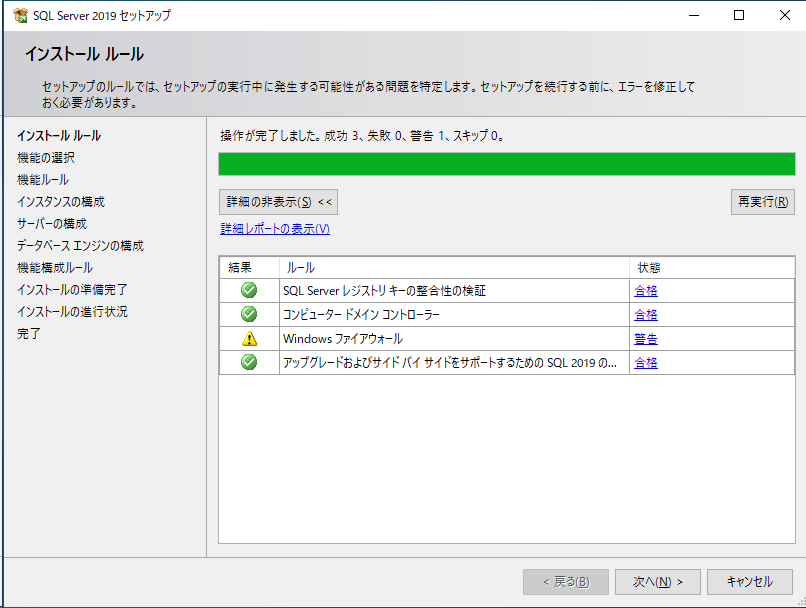 SQL Server 2019 セットアップ
インストール ルール
セットアップのルールでは、セットアップの実行中に発生する可能性がある問題を特定します。セットアップを続行する前に、エラーを修正して
おく必要があります。
インストール ルール
機能の選択
機能ルール
インスタンスの構成
サーバーの構成
データベース エンジンの構成
機能構成ルール
インストールの準備完了
インストールの進行状況
完了
操作が完了しました。成功 3、失敗 0、警告 1、スキップ 0。
詳細の非表示(S) <<
再実行(R)
詳細レポートの表示(V)
結果 ルール 状態
SQL Server レジストリ キーの整合性の検証 合格
コンピューター ドメイン コントローラー 合格
Windows ファイアウォール 警告
アップグレードおよびサイド バイ サイドをサポートするための SQL 2019 の... 合格
< 戻る(B) 次へ(N) > キャンセル